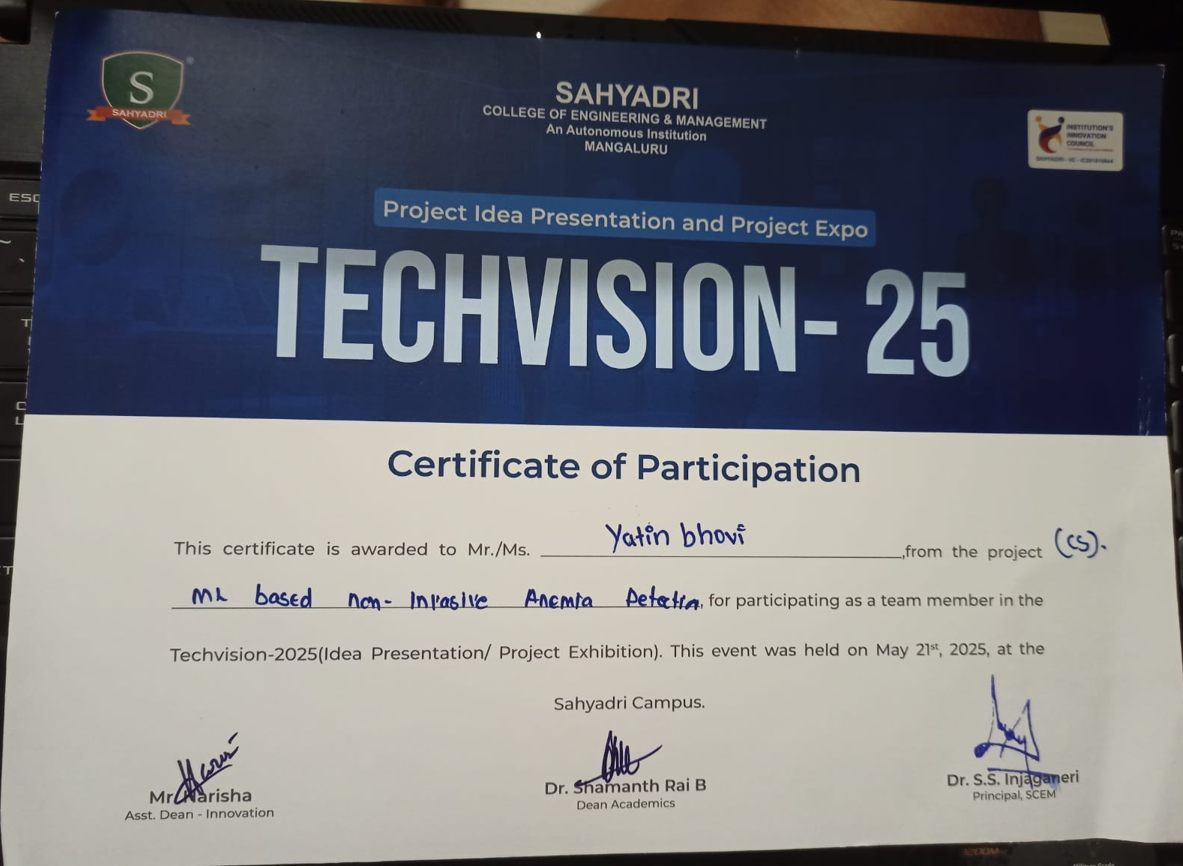 S
SAHYADRI
SAHYADRI
COLLEGE OF ENGINEERING & MANAGEMENT
An Autonomous Institution
MANGALURU
INSTITUTION'S
INNOVATION
COUNCIL
Project Idea Presentation and Project Expo
TECHVISION- 25
Certificate of Participation
This certificate is awarded to Mr./Ms. Yatin bhovi ,from the project (CS).
ML based non-Invasive Anemia Detection, for participating as a team member in the
Techvision-2025(Idea Presentation/ Project Exhibition). This event was held on May 21st, 2025, at the
Sahyadri Campus.
Mr. Harisha
Asst. Dean - Innovation
Dr. Shamanth Rai B
Dean Academics
Dr. S.S. Injaganeri
Principal, SCEM
ESC